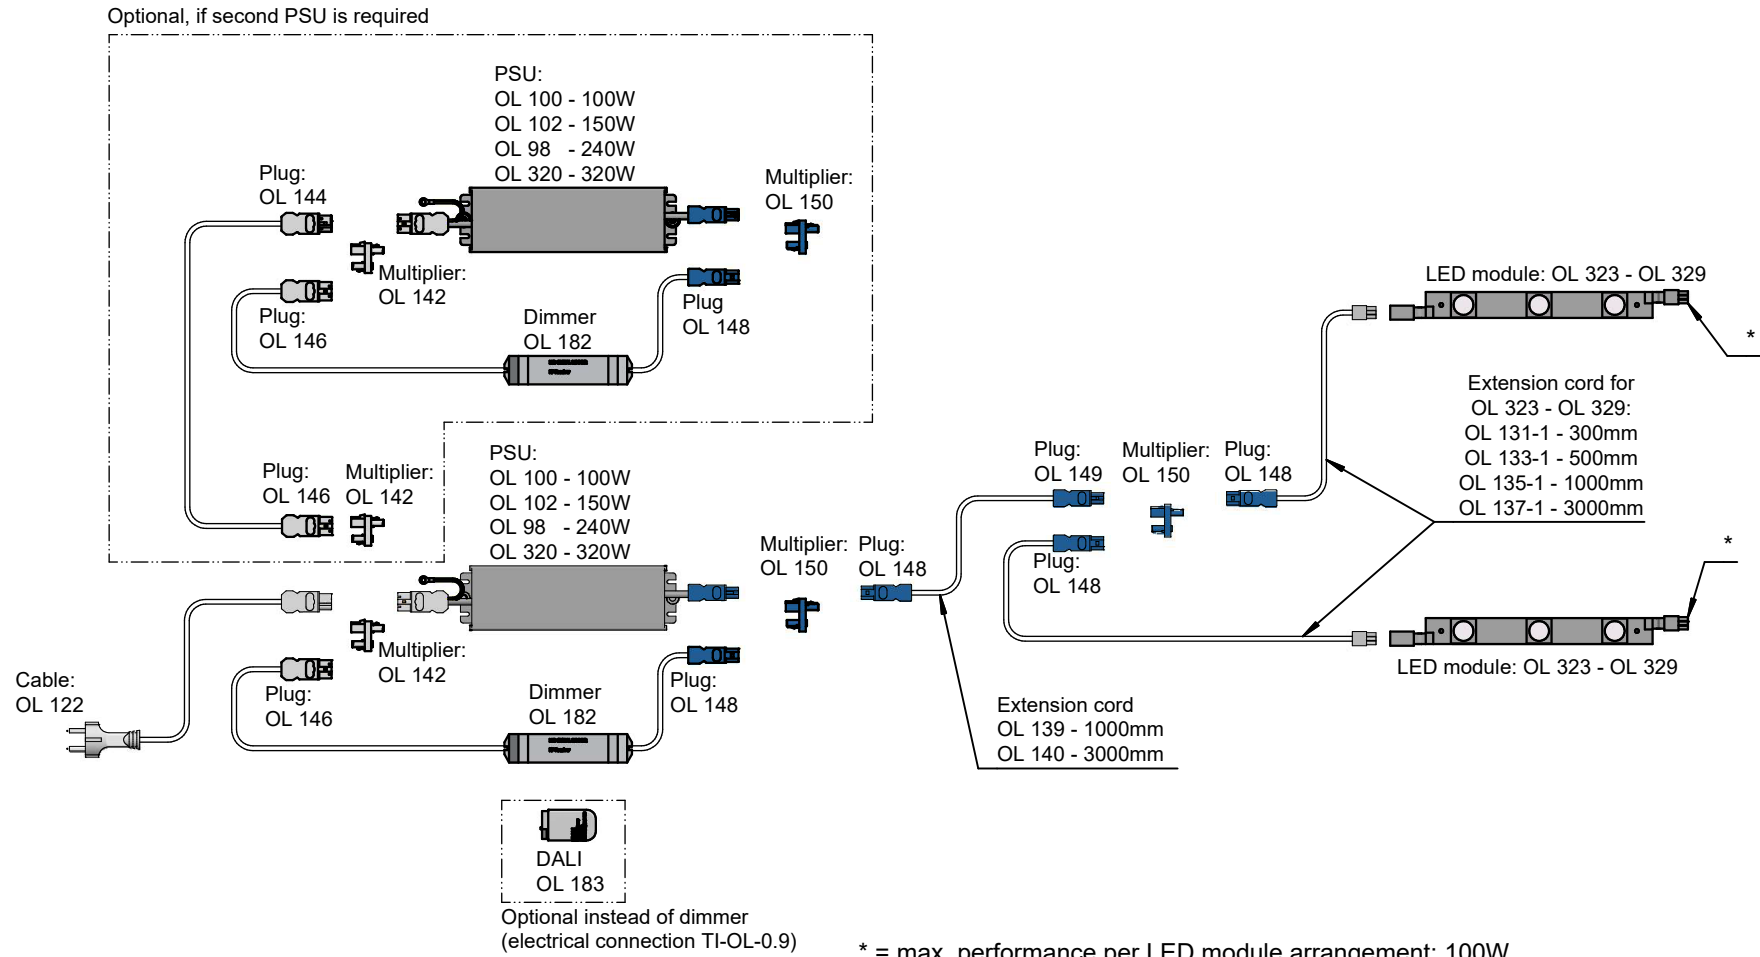 Optional, if second PSU is required
PSU:
OL 100 - 100W
OL 102 - 150W
OL 98 - 240W
OL 320 - 320W
Plug:
OL 144
Multiplier:
OL 150
Multiplier:
OL 142
Plug:
OL 146
Dimmer
OL 182
Plug
OL 148
LED module: OL 323 - OL 329
*
Extension cord for
OL 323 - OL 329:
OL 131-1 - 300mm
OL 133-1 - 500mm
OL 135-1 - 1000mm
OL 137-1 - 3000mm
Plug:
OL 146
Multiplier:
OL 142
PSU:
OL 100 - 100W
OL 102 - 150W
OL 98 - 240W
OL 320 - 320W
Plug:
OL 149
Multiplier:
OL 150
Plug:
OL 148
Multiplier:
OL 150
Plug:
OL 148
Plug:
OL 148
*
LED module: OL 323 - OL 329
Cable:
OL 122
Multiplier:
OL 142
Plug:
OL 146
Dimmer
OL 182
Plug:
OL 148
Extension cord
OL 139 - 1000mm
OL 140 - 3000mm
DALI
OL 183
Optional instead of dimmer
(electrical connection TI-OL-0.9)
* = max. performance per LED module arrangement: 100W